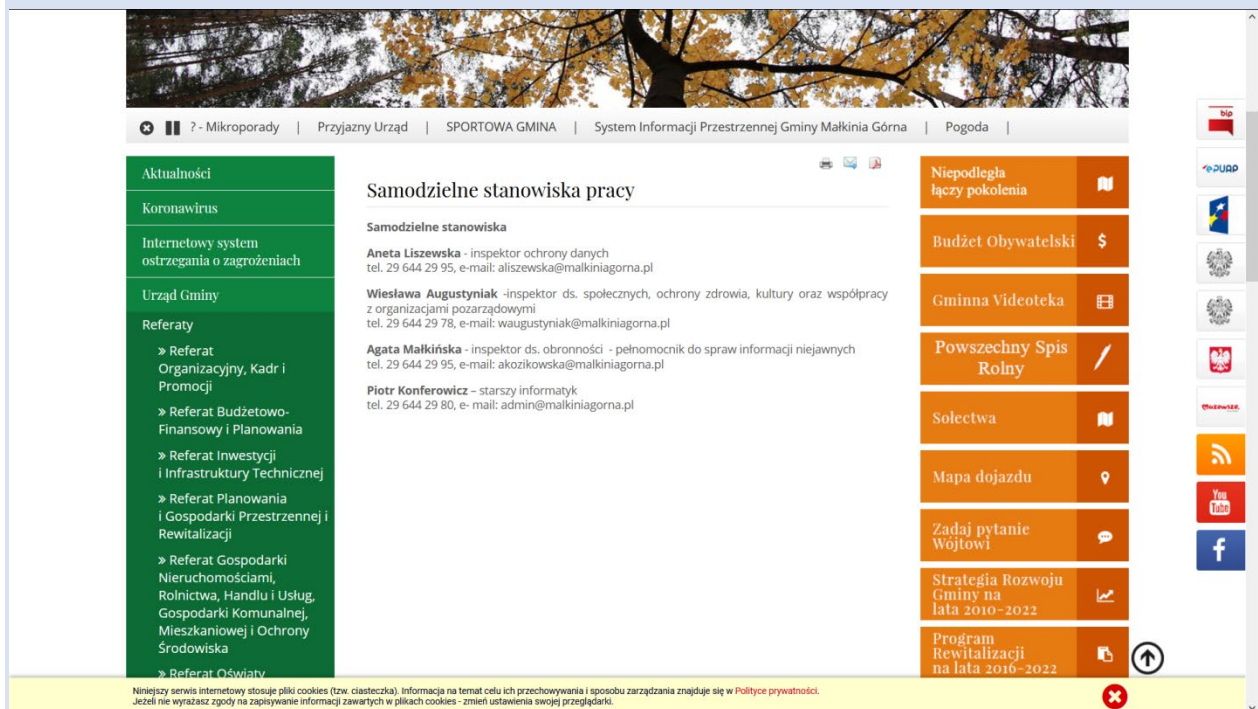 ? - Mikroporady | Przyjazny Urząd | SPORTOWA GMINA | System Informacji Przestrzennej Gminy Małkinia Górna | Pogoda |
Aktualności
Koronawirus
Internetowy system
ostrzegania o zagrożeniach
Urząd Gminy
Referaty
» Referat
Organizacyjny, Kadr i
Promocji
» Referat Budżetowo-
Finansowy i Planowania
» Referat Inwestycji
i Infrastruktury Technicznej
» Referat Planowania
i Gospodarki Przestrzennej i
Rewitalizacji
» Referat Gospodarki
Nieruchomościami,
Rolnictwa, Handlu i Usług,
Gospodarki Komunalnej,
Mieszkaniowej i Ochrony
Środowiska
» Referat Oświaty
Samodzielne stanowiska pracy
Samodzielne stanowiska
Aneta Liszewska - inspektor ochrony danych
tel. 29 644 29 95, e-mail: aliszewska@malkiniagorna.pl
Wiesława Augustyniak -inspektor ds. społecznych, ochrony zdrowia, kultury oraz współpracy
z organizacjami pozarządowymi
tel. 29 644 29 78, e-mail: waugustyniak@malkiniagorna.pl
Agata Małkińska - inspektor ds. obronności - pełnomocnik do spraw informacji niejawnych
tel. 29 644 29 95, e-mail: akozikowska@malkiniagorna.pl
Piotr Konferowicz – starszy informatyk
tel. 29 644 29 80, e- mail: admin@malkiniagorna.pl
Niepodległa
łączy pokolenia
Budżet Obywatelski
Gminna Videoteka
Powszechny Spis
Rolny
Sołectwa
Mapa dojazdu
Zadaj pytanie
Wójtowi
Strategia Rozwoju
Gminy na
lata 2010-2022
Program
Rewitalizacji
na lata 2016-2022
bip
ePUAP
You
Tube
Niniejszy serwis internetowy stosuje pliki cookies (tzw. ciasteczka). Informacja na temat celu ich przechowywania i sposobu zarządzania znajduje się w Polityce prywatności.
Jeżeli nie wyrażasz zgody na zapisywanie informacji zawartych w plikach cookies - zmień ustawienia swojej przeglądarki.